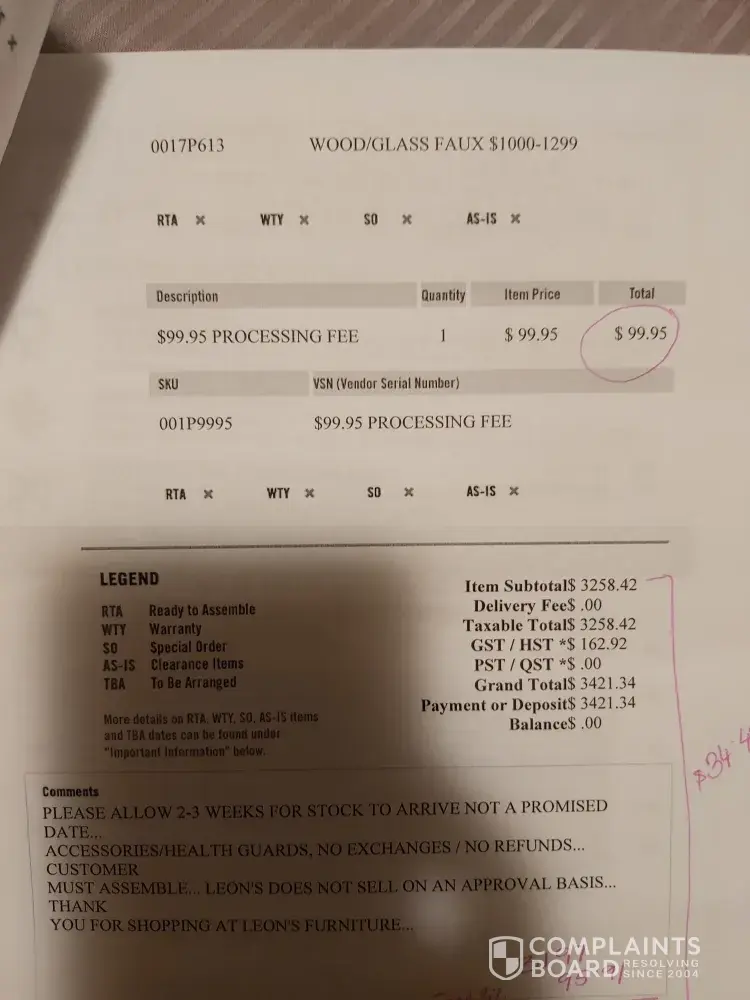 0017P613 WOOD/GLASS FAUX $1000-1299
RTA × WTY × SO × AS-IS ×
Description Quantity Item Price Total
$99.95 PROCESSING FEE 1 $ 99.95 $ 99.95
SKU VSN (Vendor Serial Number)
001P9995 $99.95 PROCESSING FEE
RTA × WTY × SO × AS-IS ×
LEGEND
RTA Ready to Assemble
WTY Warranty
SO Special Order
AS-IS Clearance Items
TBA To Be Arranged
More details on RTA, WTY, SO, AS-IS items
and TBA dates can be found under
"Important Information" below.
Item Subtotal$ 3258.42
Delivery Fee$ .00
Taxable Total$ 3258.42
GST / HST *$ 162.92
PST / QST *$ .00
Grand Total$ 3421.34
Payment or Deposit$ 3421.34
Balance$ .00
Comments
PLEASE ALLOW 2-3 WEEKS FOR STOCK TO ARRIVE NOT A PROMISED
DATE...
ACCESSORIES/HEALTH GUARDS, NO EXCHANGES / NO REFUNDS...
CUSTOMER
MUST ASSEMBLE... LEON'S DOES NOT SELL ON AN APPROVAL BASIS...
THANK
YOU FOR SHOPPING AT LEON'S FURNITURE...
COMPLAINTS
BOARD RESOLVING
SINCE 2004